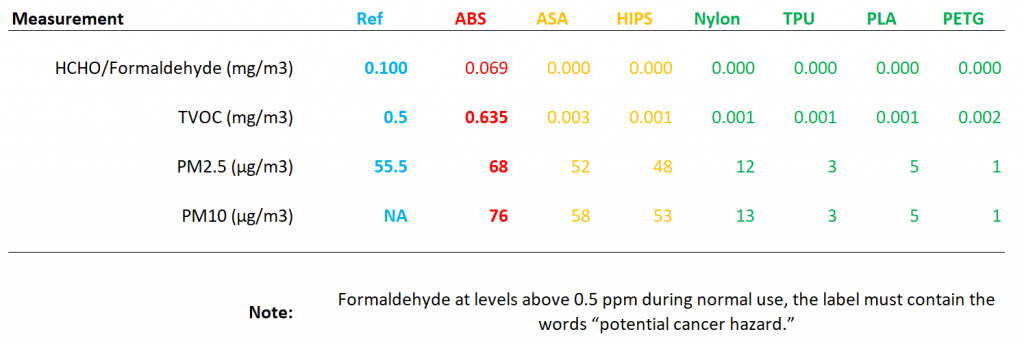 Measurement Ref ABS ASA HIPS Nylon TPU PLA PETG
HCHO/Formaldehyde (mg/m3) 0.100 0.069 0.000 0.000 0.000 0.000 0.000 0.000
TVOC (mg/m3) 0.5 0.635 0.003 0.001 0.001 0.001 0.001 0.002
PM2.5 (µg/m3) 55.5 68 52 48 12 3 5 1
PM10 (µg/m3) NA 76 58 53 13 3 5 1
Note: Formaldehyde at levels above 0.5 ppm during normal use, the label must contain the
words “potential cancer hazard.”